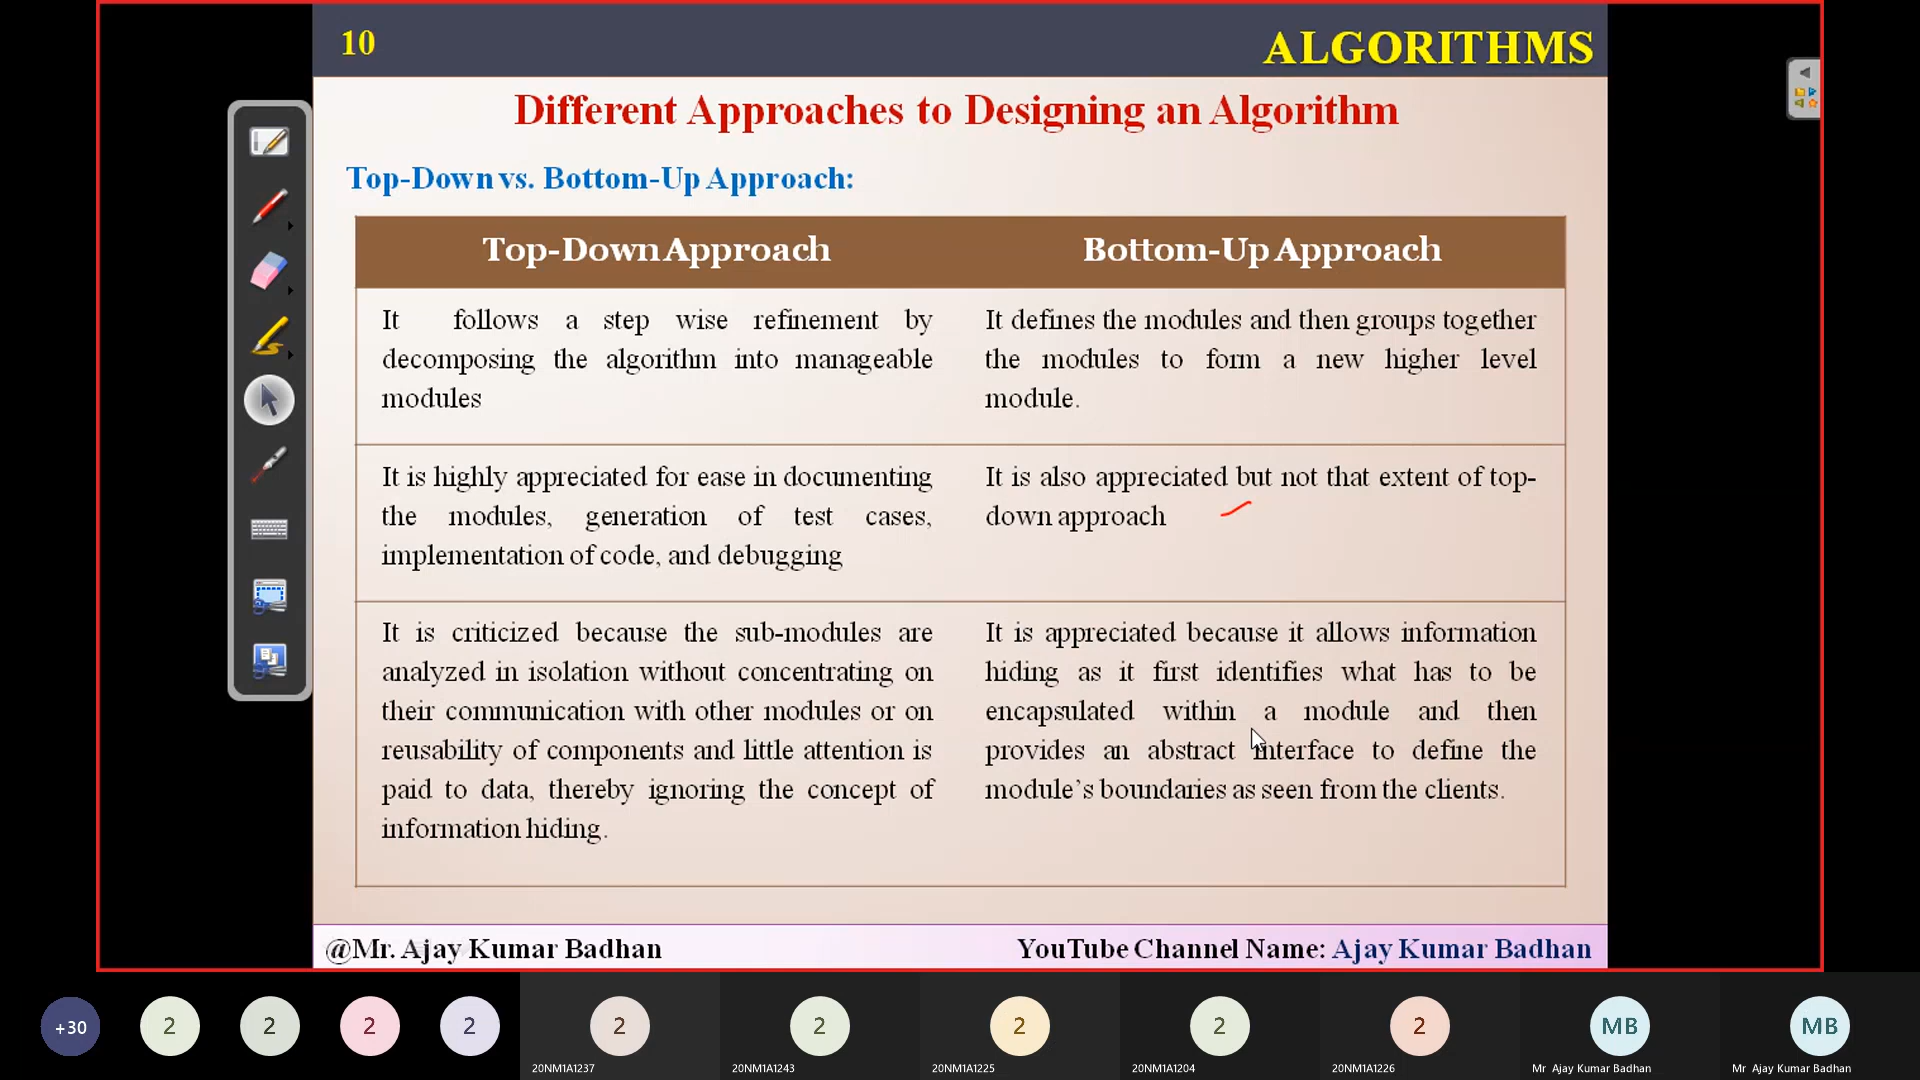 10
ALGORITHMS
Different Approaches to Designing an Algorithm
Top-Down vs. Bottom-Up Approach:
Top-Down Approach
Bottom-Up Approach
It follows a step wise refinement by
decomposing the algorithm into manageable
modules
It defines the modules and then groups together
the modules to form a new higher level
module.
It is highly appreciated for ease in documenting
the modules, generation of test cases,
implementation of code, and debugging
It is also appreciated but not that extent of top-
down approach
It is criticized because the sub-modules are
analyzed in isolation without concentrating on
their communication with other modules or on
reusability of components and little attention is
paid to data, thereby ignoring the concept of
information hiding.
It is appreciated because it allows information
hiding as it first identifies what has to be
encapsulated within a module and then
provides an abstract interface to define the
module's boundaries as seen from the clients.
@Mr. Ajay Kumar Badhan
YouTube Channel Name: Ajay Kumar Badhan
+30
2
2
2
2
2
2
2
2
2
MB
MB
20NM1A1237
20NM1A1243
20NM1A1225
20NM1A1204
20NM1A1226
Mr Ajay Kumar Badhan
Mr Ajay Kumar Badhan